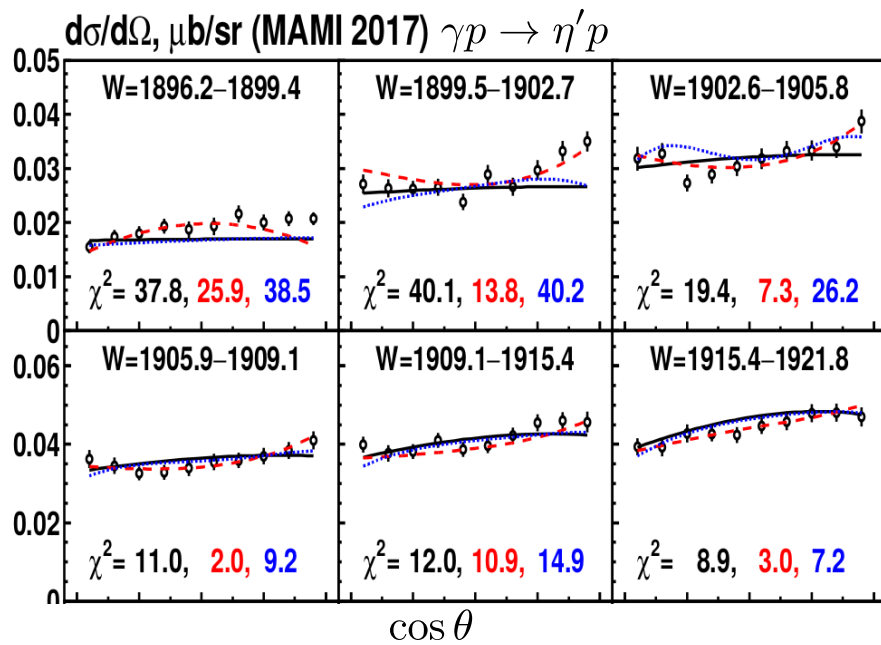 dσ/dΩ, μb/sr (MAMI 2017) γp → η′p
0.05
W=1896.2–1899.4 W=1899.5–1902.7 W=1902.6–1905.8
0.04
0.03
0.02
0.01
χ²= 37.8, 25.9, 38.5 χ²= 40.1, 13.8, 40.2 χ²= 19.4, 7.3, 26.2
0
W=1905.9–1909.1 W=1909.1–1915.4 W=1915.4–1921.8
0.06
0.04
0.02
χ²= 11.0, 2.0, 9.2 χ²= 12.0, 10.9, 14.9 χ²= 8.9, 3.0, 7.2
0
cos θ